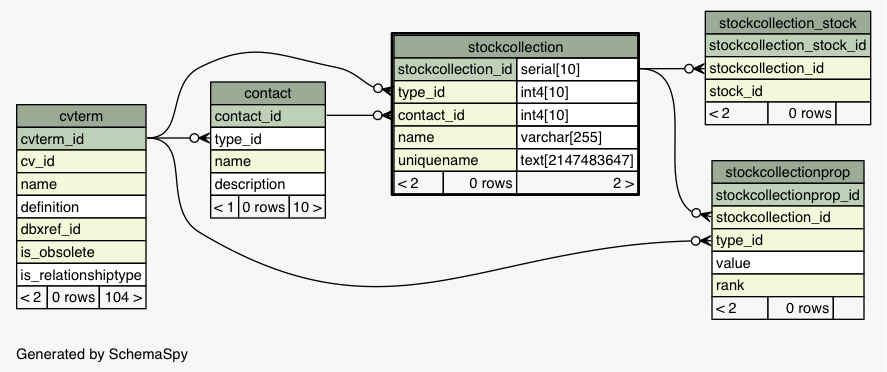 cvterm
cvterm_id
cv_id
name
definition
dbxref_id
is_obsolete
is_relationshiptype
< 2 0 rows 104 >
contact
contact_id
type_id
name
description
< 1 0 rows 10 >
stockcollection
stockcollection_id serial[10]
type_id int4[10]
contact_id int4[10]
name varchar[255]
uniquename text[2147483647]
< 2 0 rows 2 >
stockcollection_stock
stockcollection_stock_id
stockcollection_id
stock_id
< 2 0 rows
stockcollectionprop
stockcollectionprop_id
stockcollection_id
type_id
value
rank
< 2 0 rows
Generated by SchemaSpy